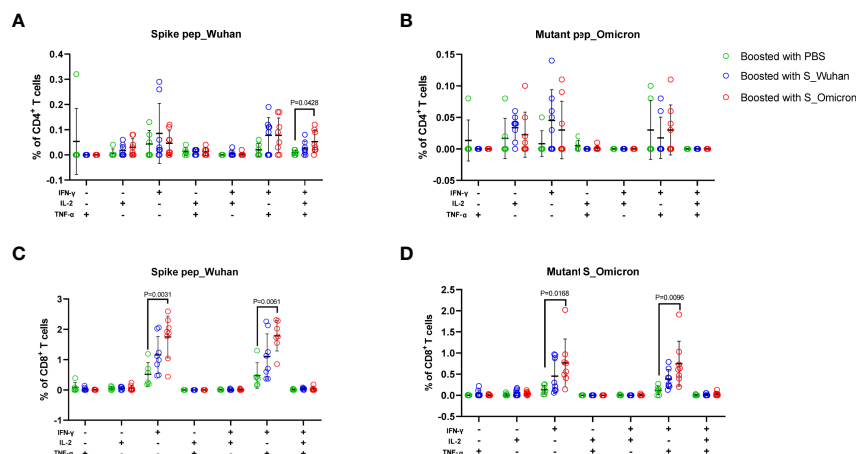 A
Spike pep_Wuhan
% of CD4+ T cells
0.4
0.3
0.2
0.1
0.0
-0.1
P=0.0428
IFN-γ - - + - + + +
IL-2 - + - + + - +
TNF-α + - - + - + +
B
Mutant pep_Omicron
% of CD4+ T cells
0.15
0.10
0.05
0.00
-0.05
IFN-γ - - + - + + +
IL-2 - + - + + - +
TNF-α + - - + - + +
Boosted with PBS
Boosted with S_Wuhan
Boosted with S_Omicron
C
Spike pep_Wuhan
% of CD8+ T cells
3
2
1
0
-1
P=0.0031
P=0.0061
IFN-γ - - + - + + +
IL-2 - + - + + - +
TNF-α + - - + - + +
D
Mutant S_Omicron
% of CD8+ T cells
2.5
2.0
1.5
1.0
0.5
0.0
-0.5
P=0.0168
P=0.0096
IFN-γ - - + - + + +
IL-2 - + - + + - +
TNF-α + - - + - + +